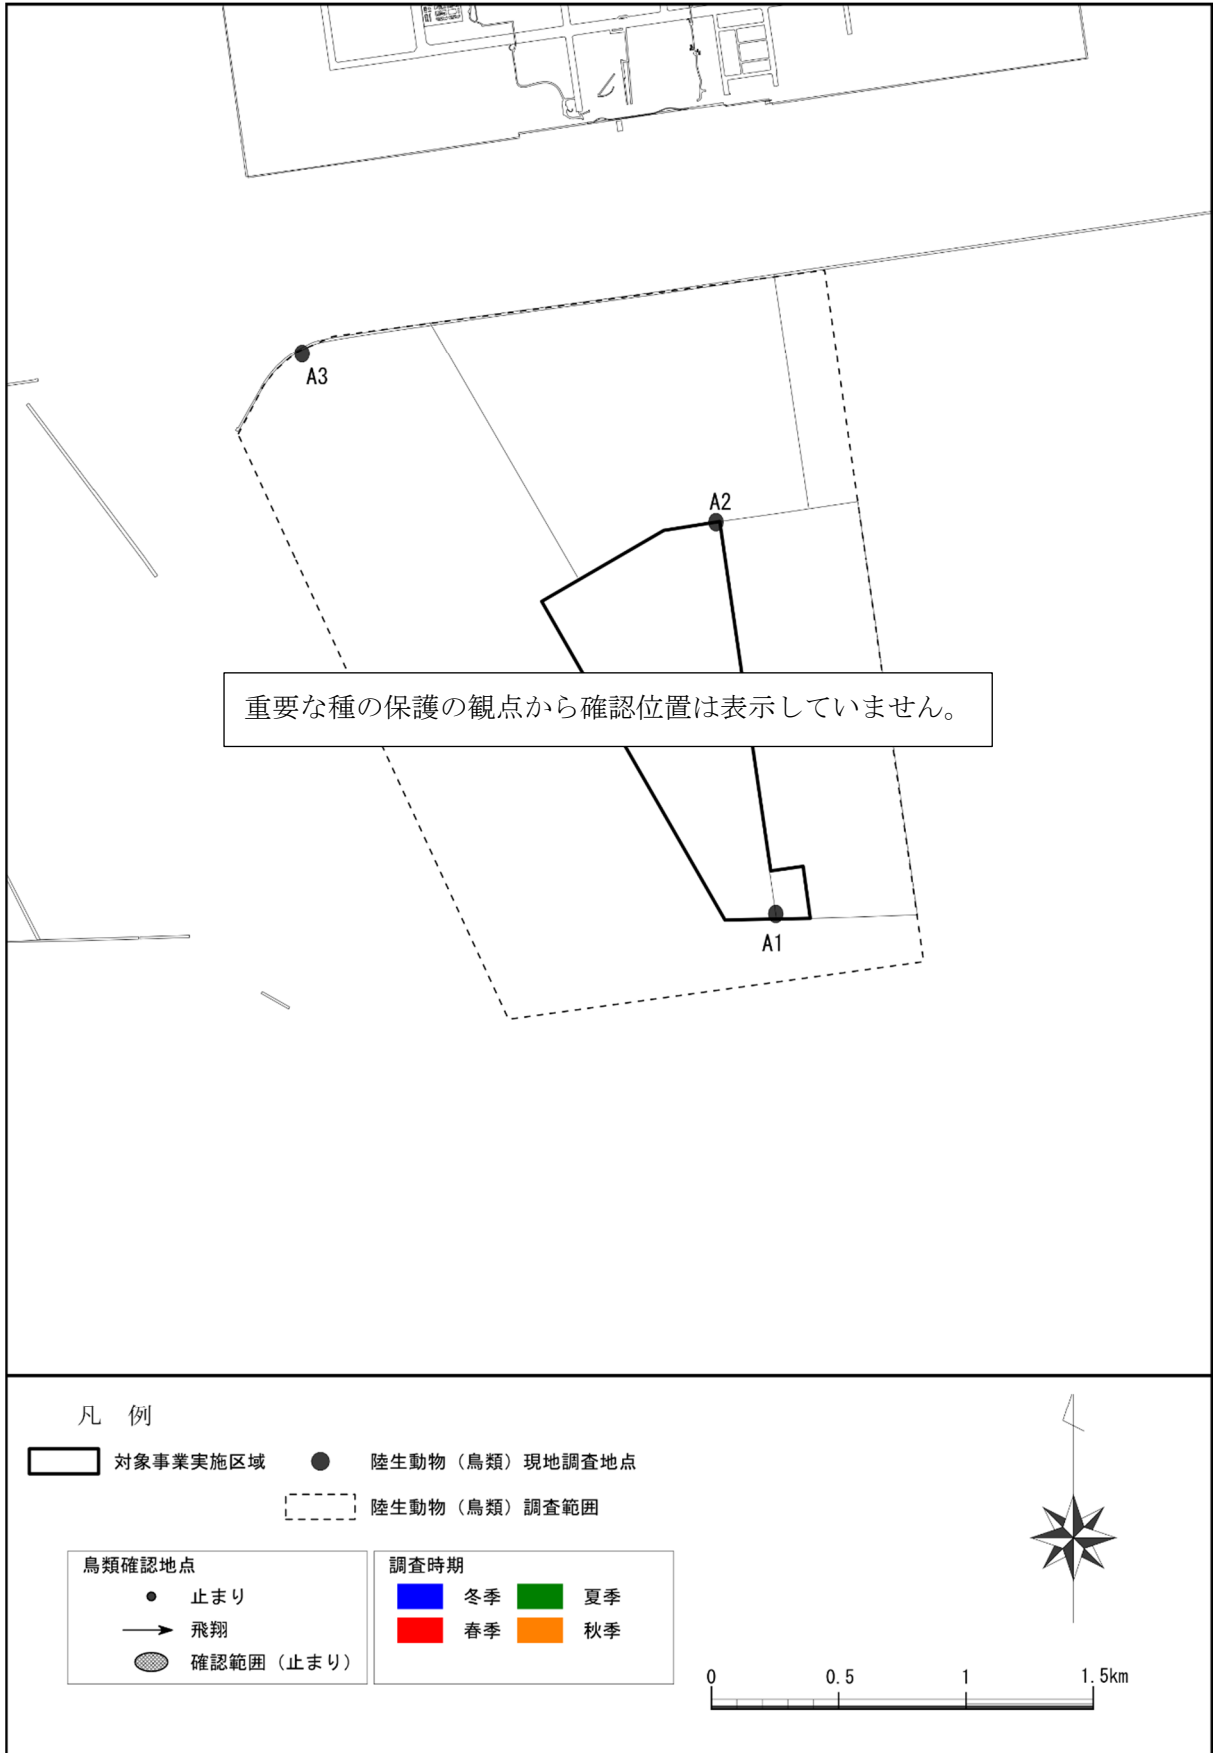 A3
A2
重要な種の保護の観点から確認位置は表示していません。
A1
凡 例
対象事業実施区域
陸生動物（鳥類）現地調査地点
陸生動物（鳥類）調査範囲
鳥類確認地点
止まり
飛翔
確認範囲（止まり）
調査時期
冬季 夏季
春季 秋季
0 0.5 1 1.5km